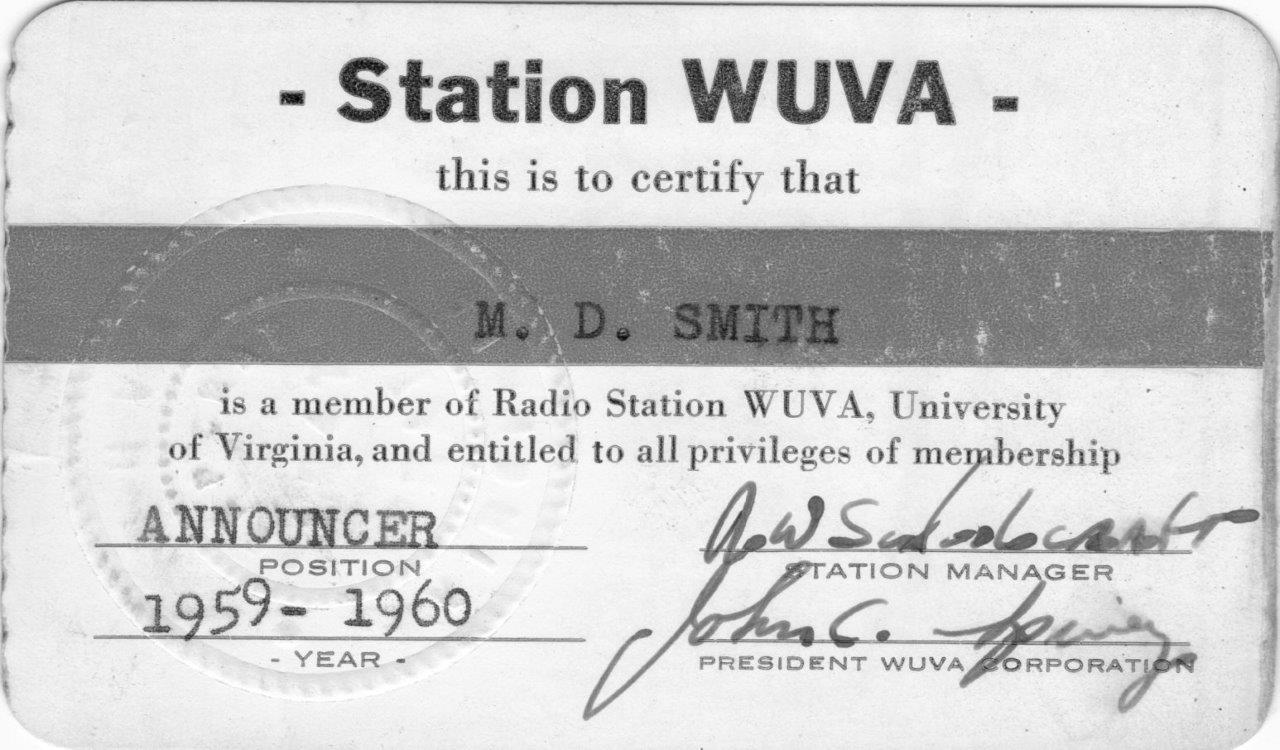 - Station WUVA -
this is to certify that
M. D. SMITH
is a member of Radio Station WUVA, University
of Virginia, and entitled to all privileges of membership
ANNOUNCER
POSITION
STATION MANAGER
1959- 1960
John C.
- YEAR -
PRESIDENT WUVA CORPORATION